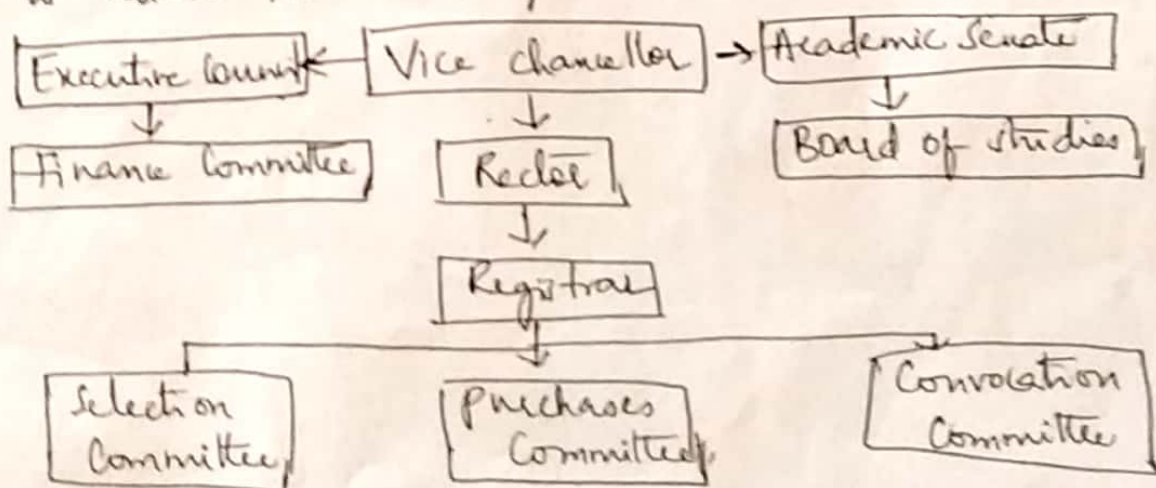 Executive Council
Vice chancellor
Academic Senate
Finance Committee
Rector
Board of studies
Registrar
Selection
Committee
Purchases
Committee
Convocation
Committee